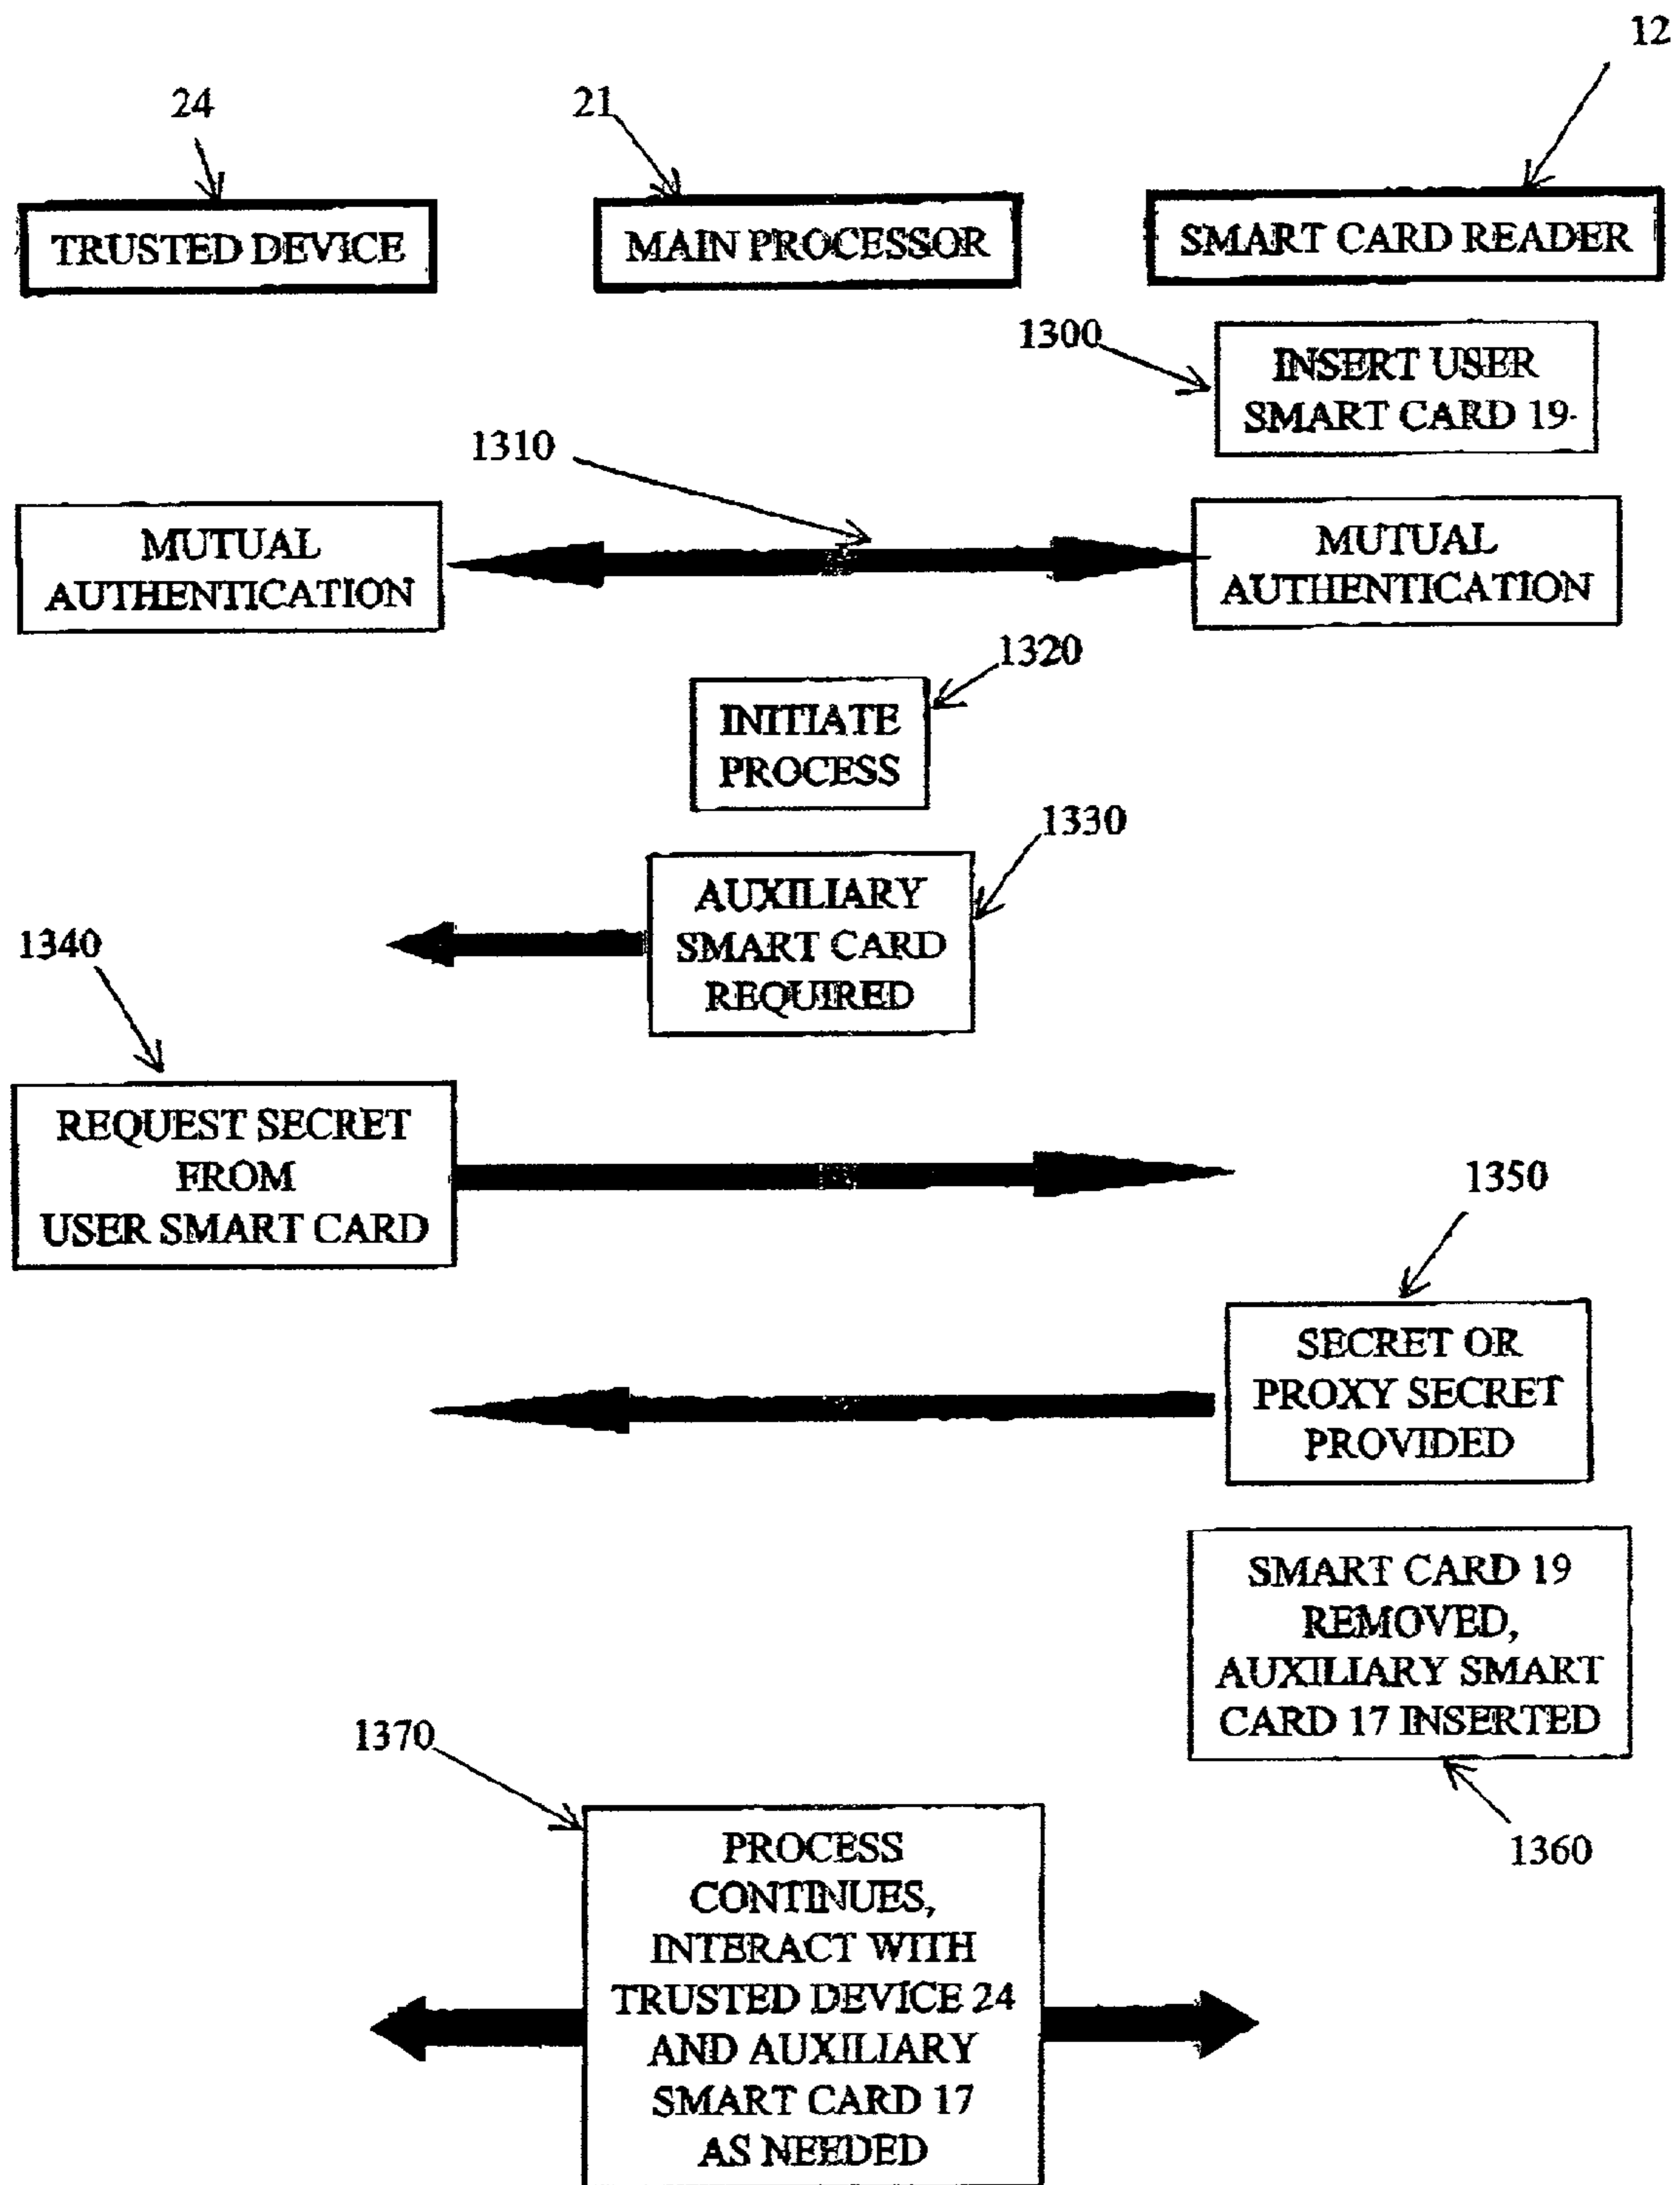 12
24
21
TRUSTED DEVICE
MAIN PROCESSOR
SMART CARD READER
1300
INSERT USER
SMART CARD 19
1310
MUTUAL
AUTHENTICATION
MUTUAL
AUTHENTICATION
1320
INITIATE
PROCESS
1330
AUXILIARY
SMART CARD
REQUIRED
1340
REQUEST SECRET
FROM
USER SMART CARD
1350
SECRET OR
PROXY SECRET
PROVIDED
SMART CARD 19
REMOVED,
AUXILIARY SMART
CARD 17 INSERTED
1360
1370
PROCESS
CONTINUES,
INTERACT WITH
TRUSTED DEVICE 24
AND AUXILIARY
SMART CARD 17
AS NEEDED